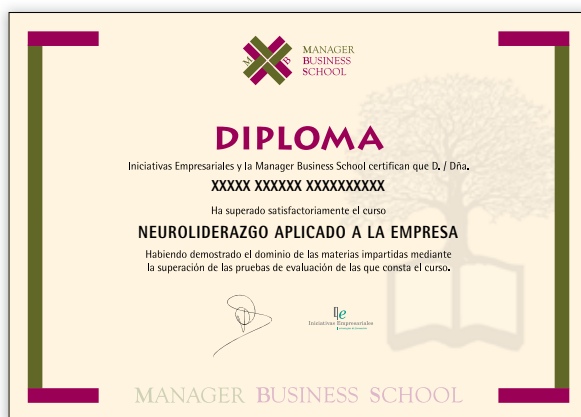 M B
MANAGER
BUSINESS
SCHOOL
DIPLOMA
Iniciativas Empresariales y la Manager Business School certifican que D. / Dña.
XXXXX XXXXXX XXXXXXXXXX
Ha superado satisfactoriamente el curso
NEUROLIDERAZGO APLICADO A LA EMPRESA
Habiendo demostrado el dominio de las materias impartidas mediante
la superación de las pruebas de evaluación de las que consta el curso.
Ie
Iniciativas Empresariales
MANAGER BUSINESS SCHOOL